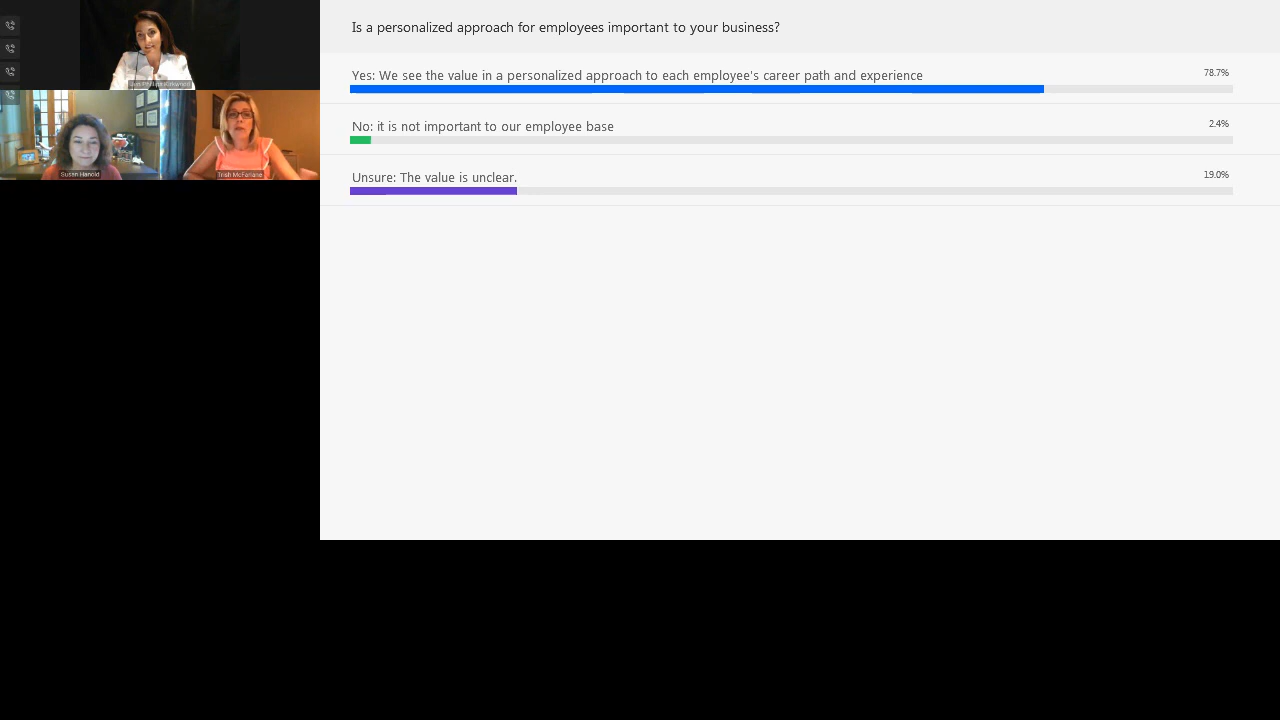 Is a personalized approach for employees important to your business?
Yes: We see the value in a personalized approach to each employee's career path and experience
78.7%
No: it is not important to our employee base
2.4%
Unsure: The value is unclear.
19.0%
Susan Hanold
Trish McFarlane